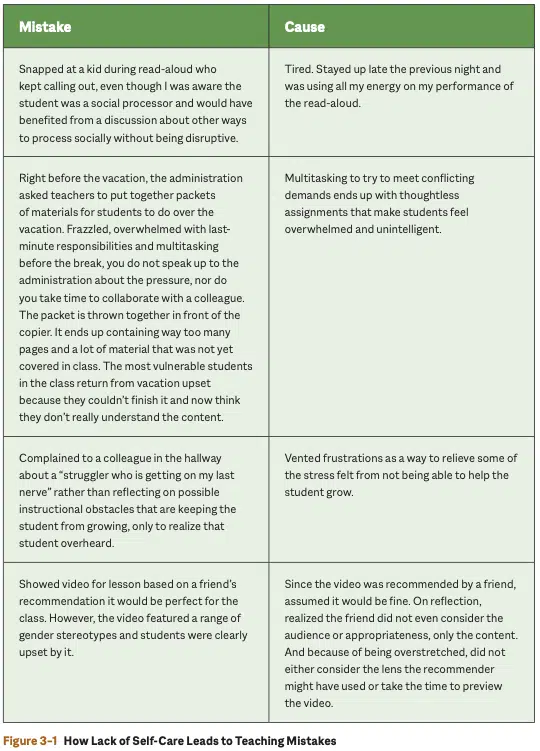 Mistake
Cause
Snapped at a kid during read-aloud who
kept calling out, even though I was aware the
student was a social processor and would have
benefited from a discussion about other ways
to process socially without being disruptive.
Tired. Stayed up late the previous night and
was using all my energy on my performance of
the read-aloud.
Right before the vacation, the administration
asked teachers to put together packets
of materials for students to do over the
vacation. Frazzled, overwhelmed with last-
minute responsibilities and multitasking
before the break, you do not speak up to the
administration about the pressure, nor do
you take time to collaborate with a colleague.
The packet is thrown together in front of the
copier. It ends up containing way too many
pages and a lot of material that was not yet
covered in class. The most vulnerable students
in the class return from vacation upset
because they couldn't finish it and now think
they don't really understand the content.
Multitasking to try to meet conflicting
demands ends up with thoughtless
assignments that make students feel
overwhelmed and unintelligent.
Complained to a colleague in the hallway
about a “struggler who is getting on my last
nerve” rather than reflecting on possible
instructional obstacles that are keeping the
student from growing, only to realize that
student overheard.
Vented frustrations as a way to relieve some of
the stress felt from not being able to help the
student grow.
Showed video for lesson based on a friend's
recommendation it would be perfect for the
class. However, the video featured a range of
gender stereotypes and students were clearly
upset by it.
Since the video was recommended by a friend,
assumed it would be fine. On reflection,
realized the friend did not even consider the
audience or appropriateness, only the content.
And because of being overstretched, did not
either consider the lens the recommender
might have used or take the time to preview
the video.
Figure 3–1 How Lack of Self-Care Leads to Teaching Mistakes